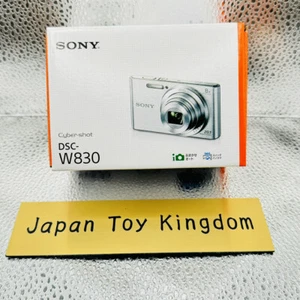 SONY
SONY
Cyber-shot
DSC-
W830
Japan Toy Kingdom